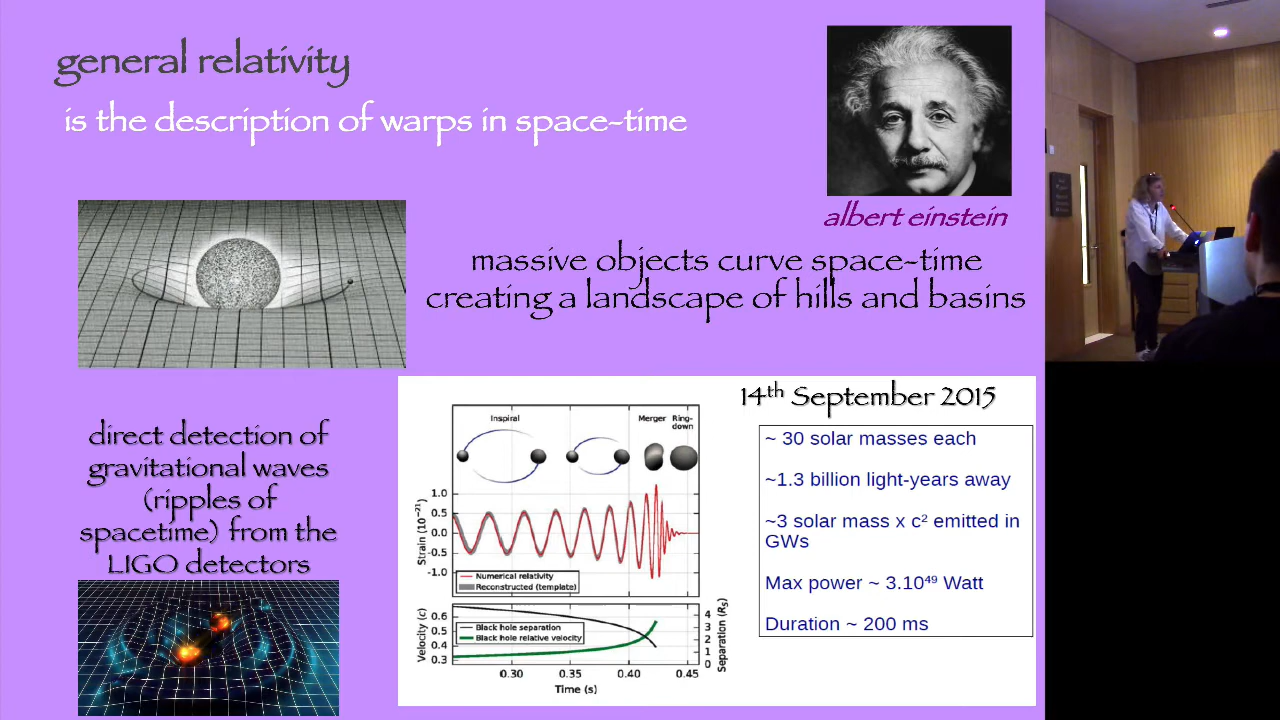 general relativity
is the description of warps in space-time
albert einstein
massive objects curve space-time
creating a landscape of hills and basins
direct detection of
gravitational waves
(ripples of
spacetime) from the
LIGO detectors
14th September 2015
Inspiral
Merger Ring-
down
Strain (10⁻²¹)
1.0
0.5
0.0
-0.5
-1.0
Numerical relativity
Reconstructed (template)
Velocity (c)
0.6
0.5
0.4
0.3
Black hole separation
Black hole relative velocity
4
3
2
1
0
Separation (R_S)
0.30 0.35 0.40 0.45
Time (s)
~ 30 solar masses each
~1.3 billion light-years away
~3 solar mass x c² emitted in
GWs
Max power ~ 3.10⁴⁹ Watt
Duration ~ 200 ms